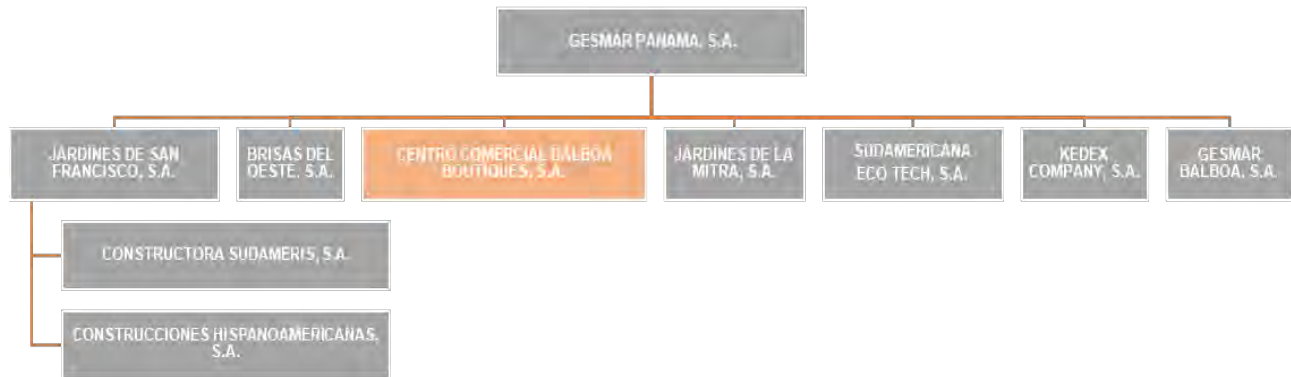 GESMAR PANAMA, S.A.
JARDINES DE SAN
FRANCISCO, S.A.
BRISAS DEL
OESTE, S.A.
CENTRO COMERCIAL BALBOA
BOUTIQUES, S.A.
JARDINES DE LA
MITRA, S.A.
SUDAMERICANA
ECO TECH, S.A.
KEDEX
COMPANY, S.A.
GESMAR
BALBOA, S.A.
CONSTRUCTORA SUDAMERIS, S.A.
CONSTRUCCIONES HISPANOAMERICANAS,
S.A.